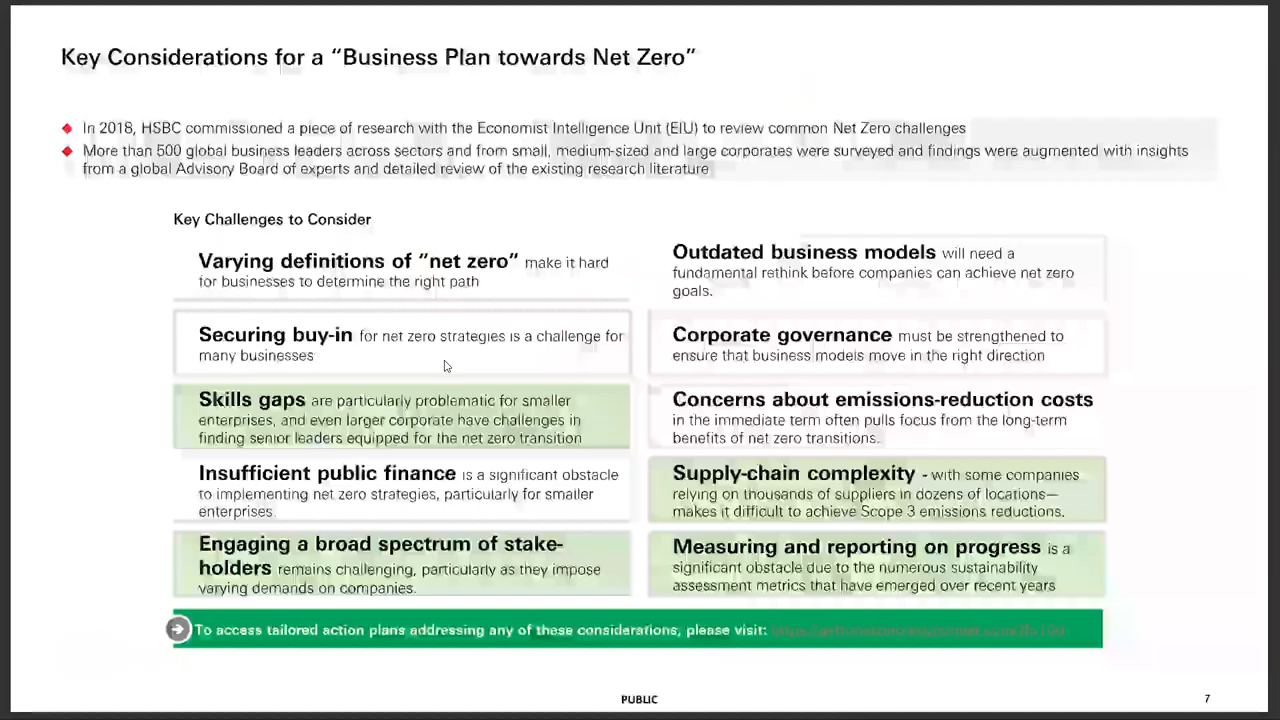 Key Considerations for a “Business Plan towards Net Zero”
In 2018, HSBC commissioned a piece of research with the Economist Intelligence Unit (EIU) to review common Net Zero challenges
More than 500 global business leaders across sectors and from small, medium-sized and large corporates were surveyed and findings were augmented with insights
from a global Advisory Board of experts and detailed review of the existing research literature
Key Challenges to Consider
Varying definitions of “net zero” make it hard
for businesses to determine the right path
Outdated business models will need a
fundamental rethink before companies can achieve net zero
goals.
Securing buy-in for net zero strategies is a challenge for
many businesses
Corporate governance must be strengthened to
ensure that business models move in the right direction
Skills gaps are particularly problematic for smaller
enterprises, and even larger corporate have challenges in
finding senior leaders equipped for the net zero transition
Concerns about emissions-reduction costs
in the immediate term often pulls focus from the long-term
benefits of net zero transitions.
Insufficient public finance is a significant obstacle
to implementing net zero strategies, particularly for smaller
enterprises.
Supply-chain complexity - with some companies
relying on thousands of suppliers in dozens of locations—
makes it difficult to achieve Scope 3 emissions reductions.
Engaging a broad spectrum of stake-
holders remains challenging, particularly as they impose
varying demands on companies.
Measuring and reporting on progress is a
significant obstacle due to the numerous sustainability
assessment metrics that have emerged over recent years
To access tailored action plans addressing any of these considerations, please visit:
PUBLIC
7